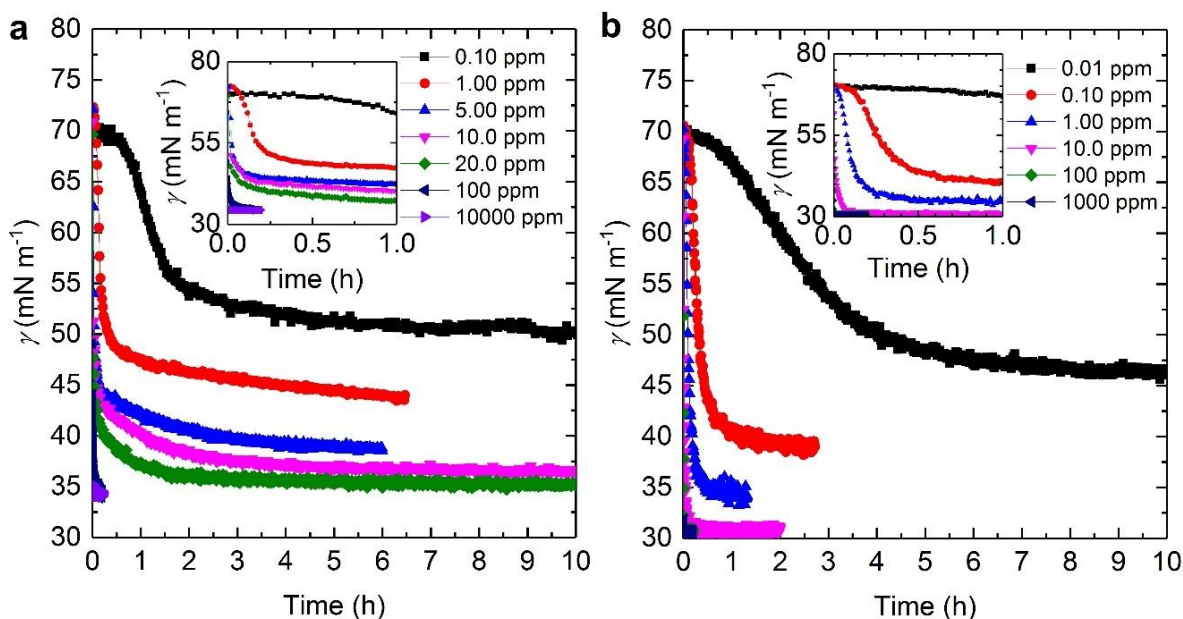 a
80
75
70
65
60
55
50
45
40
35
30
γ (mN m⁻¹)
0 1 2 3 4 5 6 7 8 9 10
Time (h)
80
55
30
γ (mN m⁻¹)
0.0 0.5 1.0
Time (h)
0.10 ppm
1.00 ppm
5.00 ppm
10.0 ppm
20.0 ppm
100 ppm
10000 ppm
b
80
75
70
65
60
55
50
45
40
35
30
γ (mN m⁻¹)
0 1 2 3 4 5 6 7 8 9 10
Time (h)
80
55
30
γ (mN m⁻¹)
0.0 0.5 1.0
Time (h)
0.01 ppm
0.10 ppm
1.00 ppm
10.0 ppm
100 ppm
1000 ppm